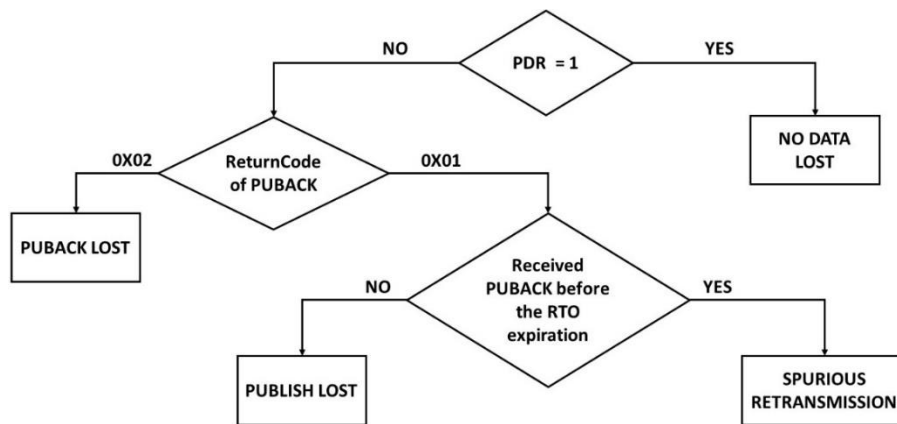 NO
YES
PDR = 1
NO DATA
LOST
0X02
ReturnCode
of PUBACK
0X01
PUBACK LOST
Received
PUBACK before
the RTO
expiration
NO
YES
PUBLISH LOST
SPURIOUS
RETRANSMISSION